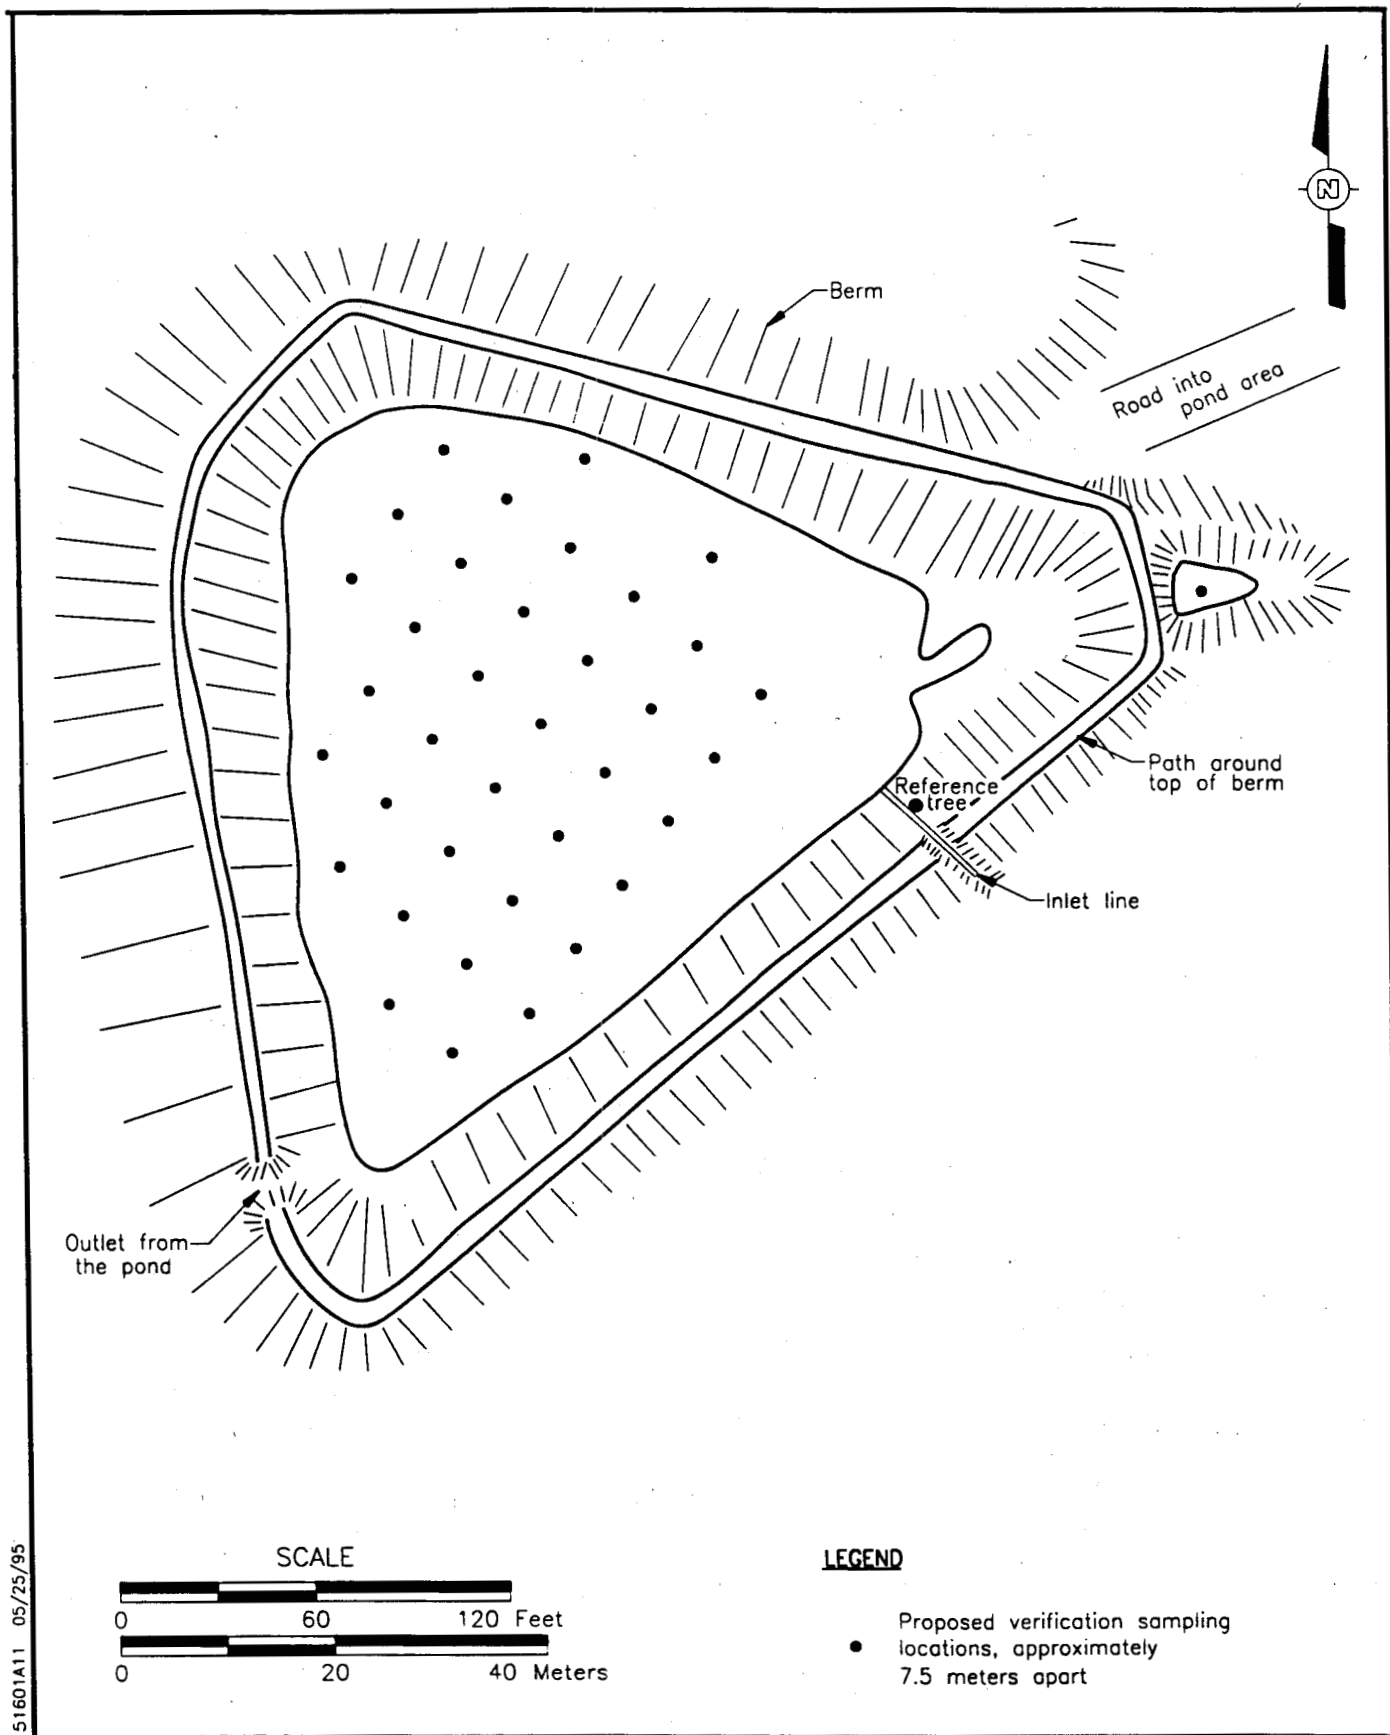 N
Berm
Road into
pond area
Reference
tree
Path around
top of berm
Inlet line
Outlet from
the pond
SCALE
0 60 120 Feet
0 20 40 Meters
LEGEND
Proposed verification sampling
locations, approximately
7.5 meters apart
51601A11 05/25/95